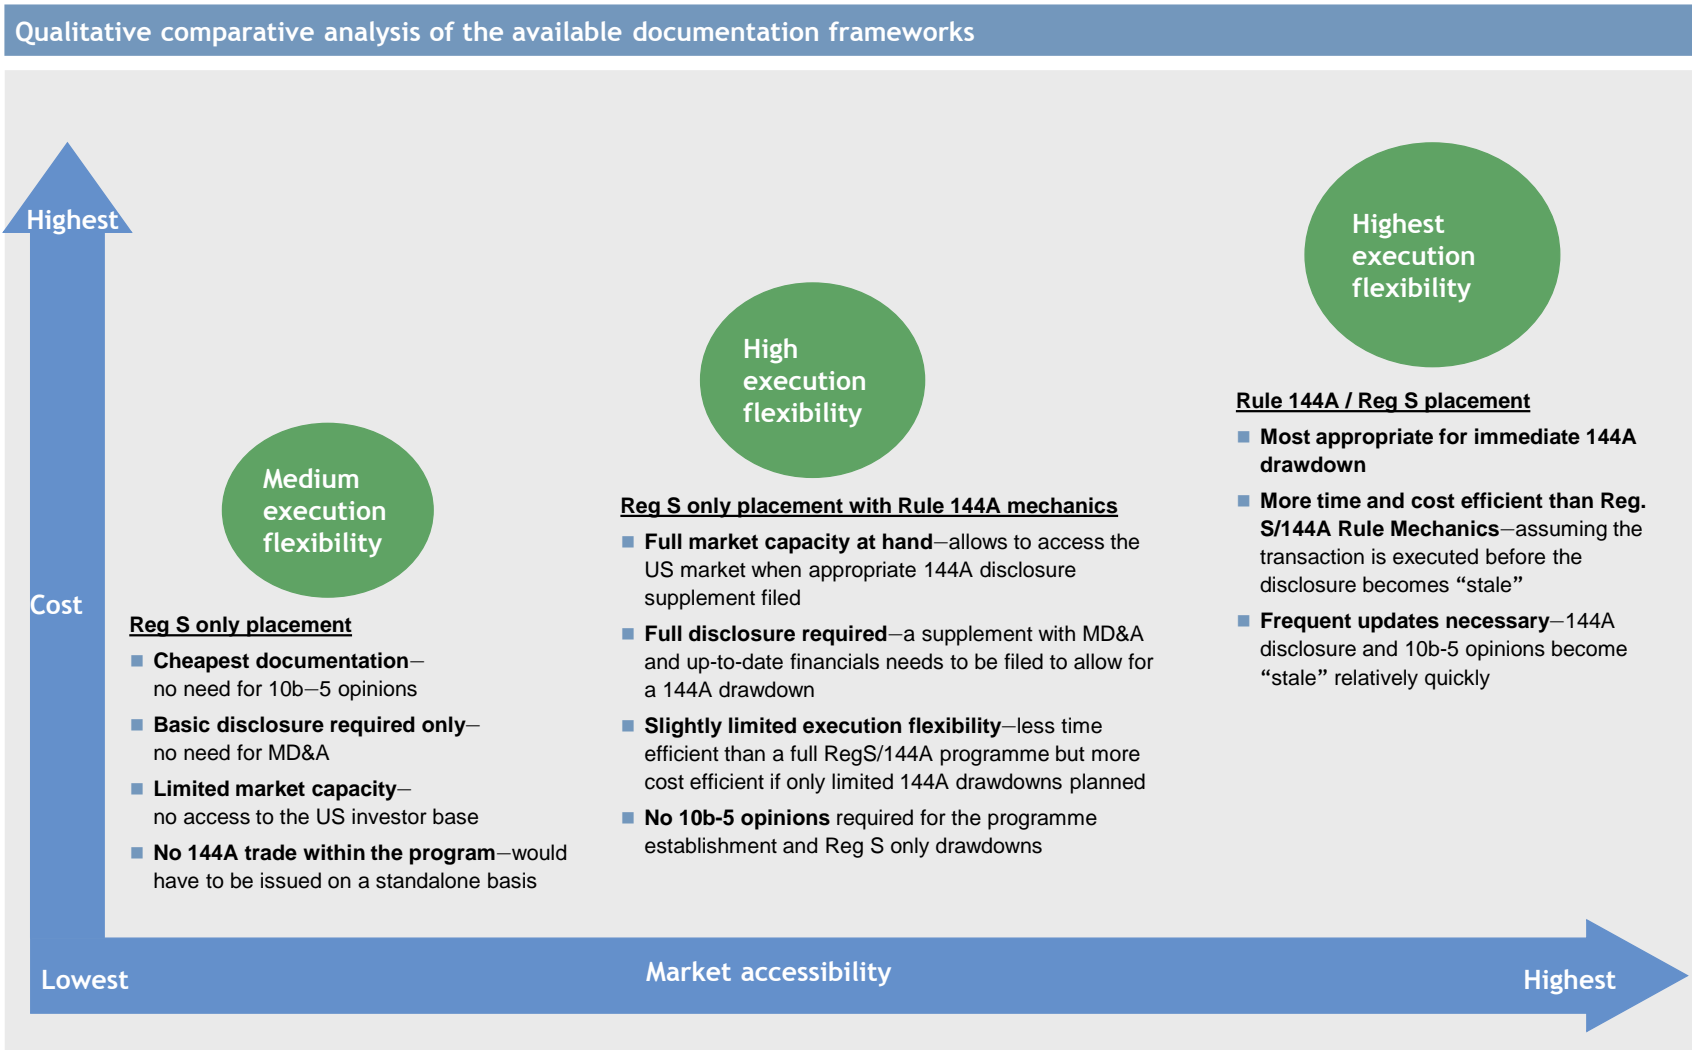 Qualitative comparative analysis of the available documentation frameworks
Highest
Cost
Lowest
Market accessibility
Highest
Medium
execution
flexibility
Reg S only placement
Cheapest documentation—
no need for 10b—5 opinions
Basic disclosure required only—
no need for MD&A
Limited market capacity—
no access to the US investor base
No 144A trade within the program—would
have to be issued on a standalone basis
High
execution
flexibility
Reg S only placement with Rule 144A mechanics
Full market capacity at hand—allows to access the
US market when appropriate 144A disclosure
supplement filed
Full disclosure required—a supplement with MD&A
and up-to-date financials needs to be filed to allow for
a 144A drawdown
Slightly limited execution flexibility—less time
efficient than a full RegS/144A programme but more
cost efficient if only limited 144A drawdowns planned
No 10b-5 opinions required for the programme
establishment and Reg S only drawdowns
Highest
execution
flexibility
Rule 144A / Reg S placement
Most appropriate for immediate 144A
drawdown
More time and cost efficient than Reg.
S/144A Rule Mechanics—assuming the
transaction is executed before the
disclosure becomes “stale”
Frequent updates necessary—144A
disclosure and 10b-5 opinions become
“stale” relatively quickly